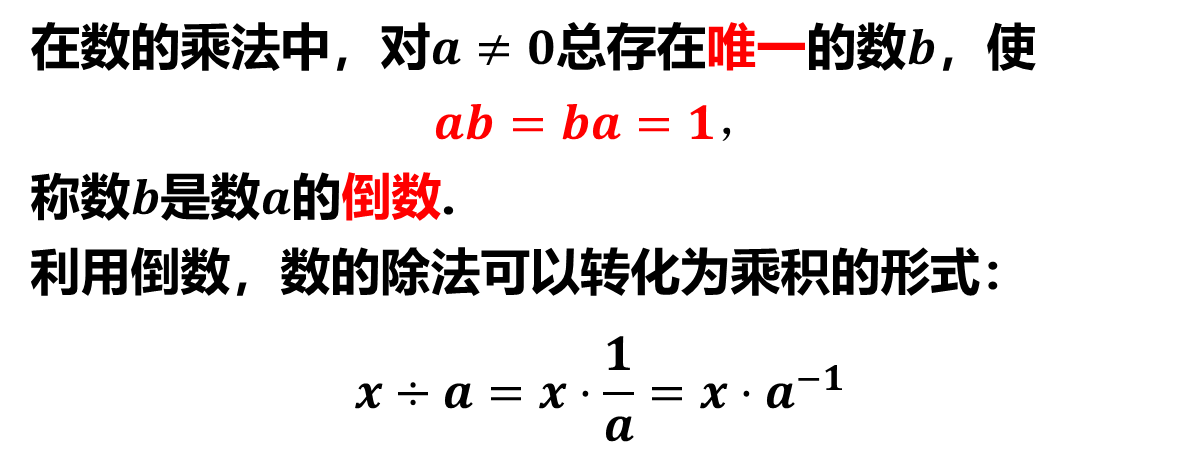 在数的乘法中，对a ≠ 0总存在唯一的数b，使
ab = ba = 1，
称数b是数a的倒数.
利用倒数，数的除法可以转化为乘积的形式：
x ÷ a = x · 1/a = x · a⁻¹